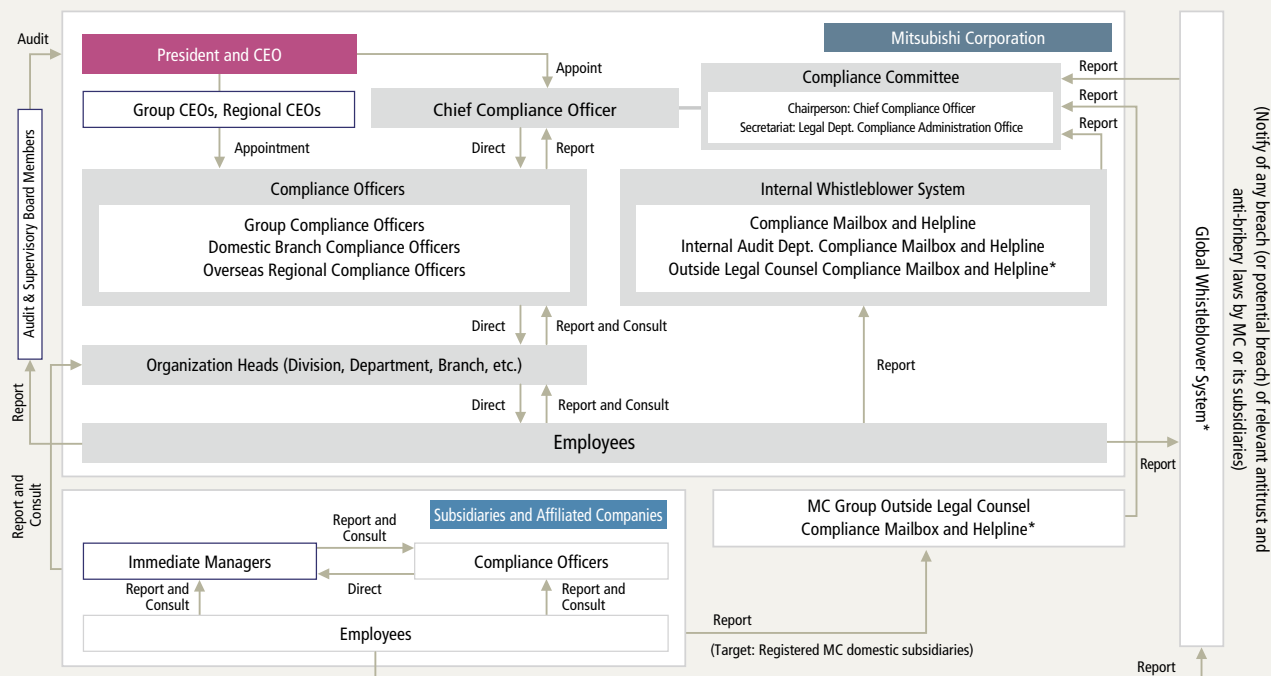 Audit
President and CEO
Mitsubishi Corporation
Appoint
Group CEOs, Regional CEOs
Chief Compliance Officer
Compliance Committee
Chairperson: Chief Compliance Officer
Secretariat: Legal Dept. Compliance Administration Office
Report
Report
Report
Appointment
Direct
Report
Audit & Supervisory Board Members
Compliance Officers
Group Compliance Officers
Domestic Branch Compliance Officers
Overseas Regional Compliance Officers
Internal Whistleblower System
Compliance Mailbox and Helpline
Internal Audit Dept. Compliance Mailbox and Helpline
Outside Legal Counsel Compliance Mailbox and Helpline*
Global Whistleblower System*
(Notify of any breach (or potential breach) of relevant antitrust and
anti-bribery laws by MC or its subsidiaries)
Direct
Report and Consult
Organization Heads (Division, Department, Branch, etc.)
Report
Direct
Report and Consult
Report
Employees
Report
Report and
Consult
Subsidiaries and Affiliated Companies
Report and
Consult
Immediate Managers
Compliance Officers
Direct
Report and
Consult
Report and
Consult
Employees
MC Group Outside Legal Counsel
Compliance Mailbox and Helpline*
Report
(Target: Registered MC domestic subsidiaries)
Report